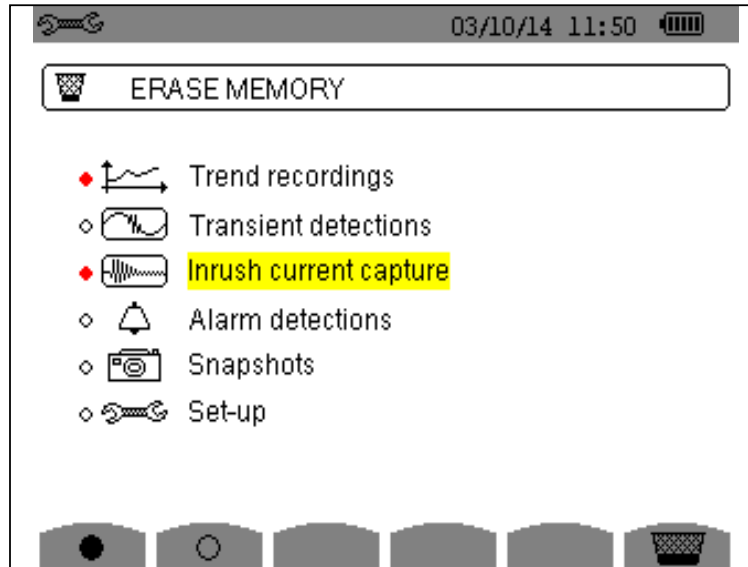 03/10/14 11:50
ERASE MEMORY
Trend recordings
Transient detections
Inrush current capture
Alarm detections
Snapshots
Set-up